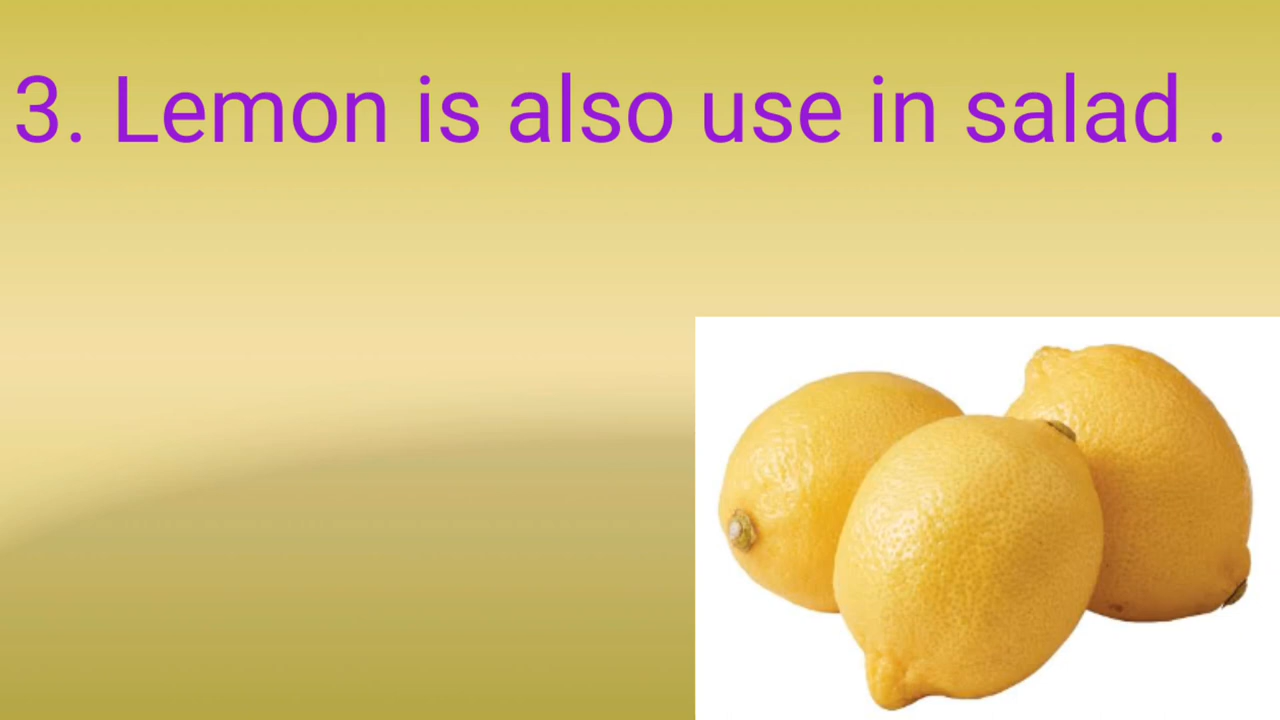 3. Lemon is also use in salad .